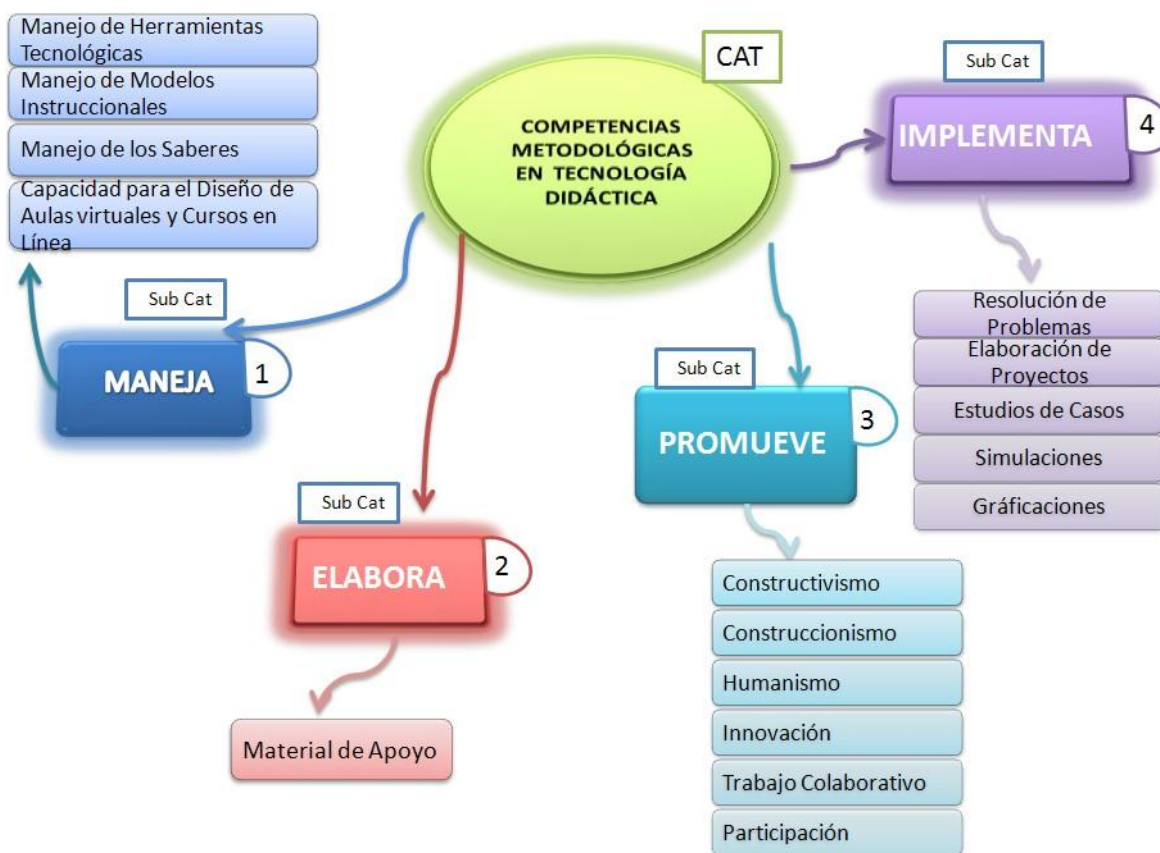 CAT
COMPETENCIAS
METODOLÓGICAS
EN TECNOLOGÍA
DIDÁCTICA
Manejo de Herramientas
Tecnológicas
Manejo de Modelos
Instruccionales
Manejo de los Saberes
Capacidad para el Diseño de
Aulas virtuales y Cursos en
Línea
Sub Cat
MANEJA
1
Sub Cat
ELABORA
2
Material de Apoyo
Sub Cat
PROMUEVE
3
Constructivismo
Construccionismo
Humanismo
Innovación
Trabajo Colaborativo
Participación
Sub Cat
IMPLEMENTA
4
Resolución de
Problemas
Elaboración de
Proyectos
Estudios de Casos
Simulaciones
Gráficaciones